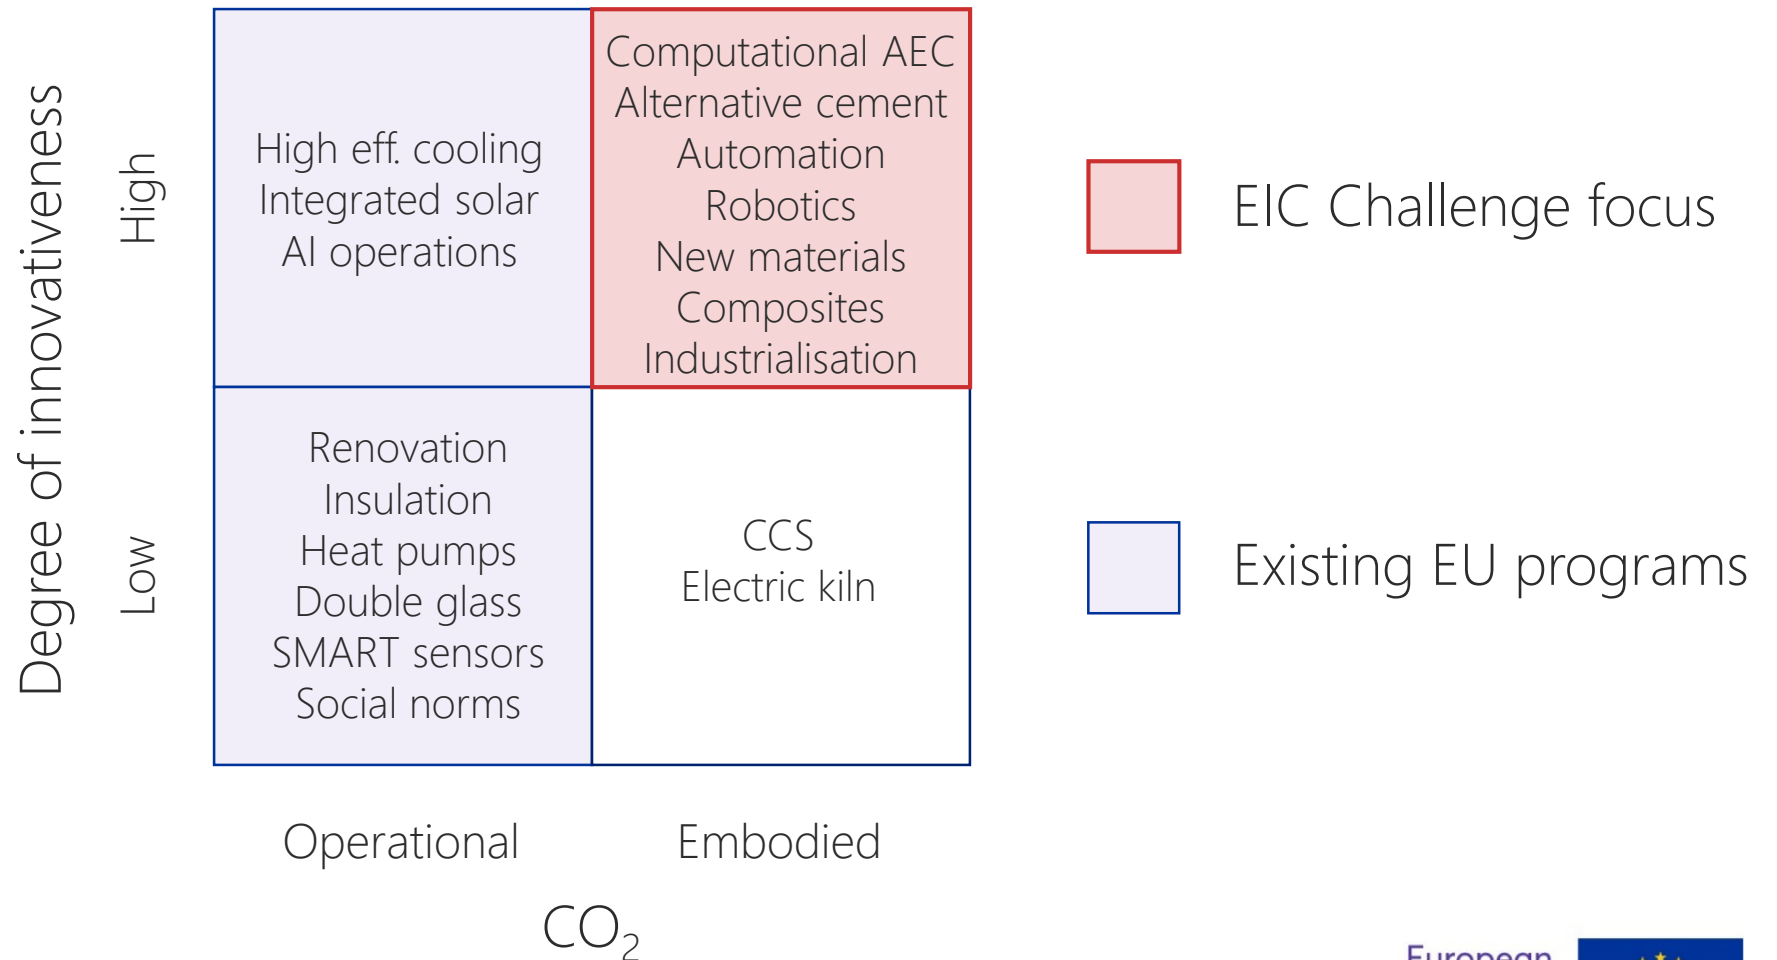 Degree of innovativeness
High
Low
High eff. cooling
Integrated solar
AI operations
Computational AEC
Alternative cement
Automation
Robotics
New materials
Composites
Industrialisation
Renovation
Insulation
Heat pumps
Double glass
SMART sensors
Social norms
CCS
Electric kiln
Operational
Embodied
CO₂
EIC Challenge focus
Existing EU programs
European